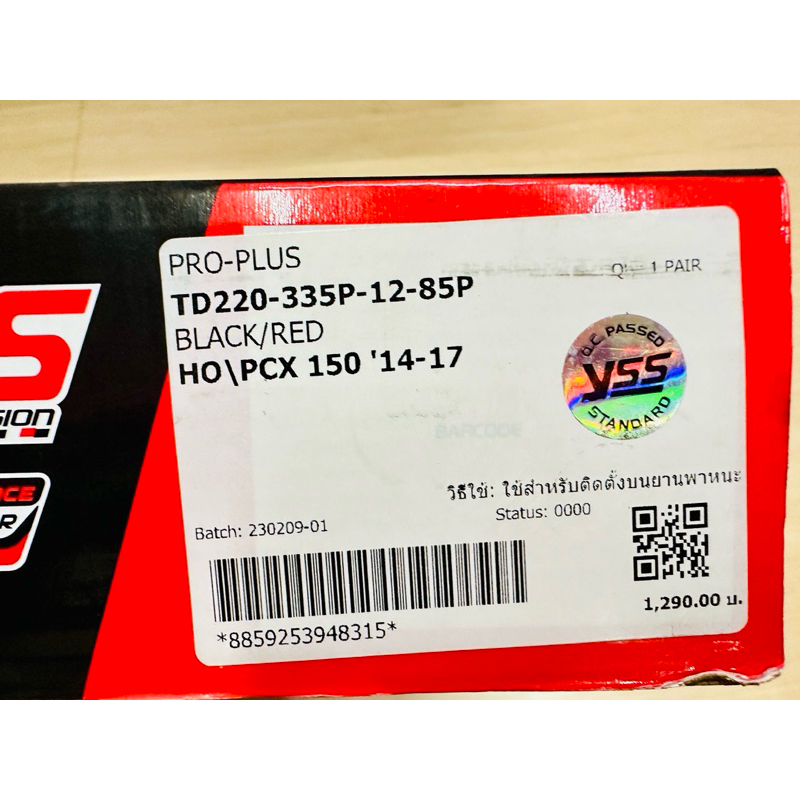 PRO-PLUS
Qty 1 PAIR
TD220-335P-12-85P
BLACK/RED
HO\PCX 150 '14-17
Q.C PASSED
YSS
STANDARD
BARCODE
วิธีใช้: ใช้สำหรับติดตั้งบนยานพาหนะ
Status: 0000
Batch: 230209-01
1,290.00 บ.
*8859253948315*